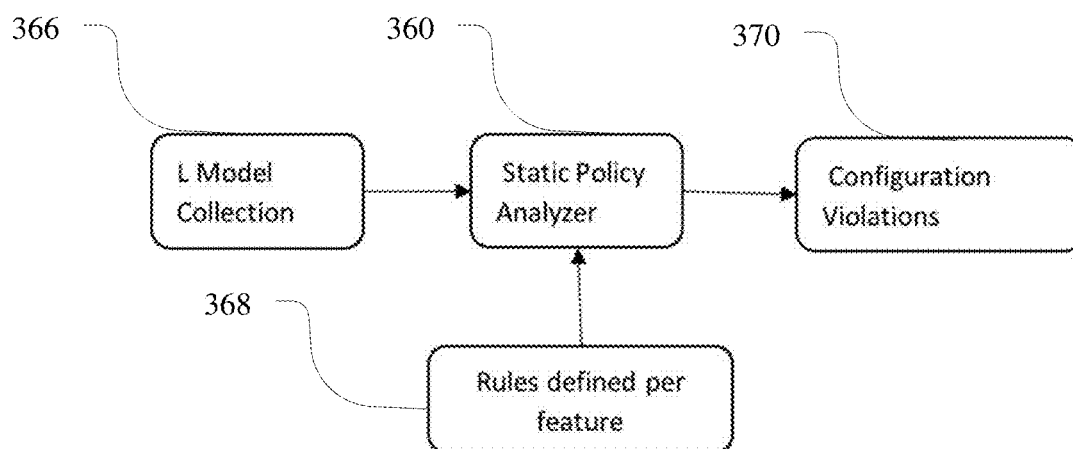 366
360
370
L Model
Collection
Static Policy
Analyzer
Configuration
Violations
368
Rules defined per
feature